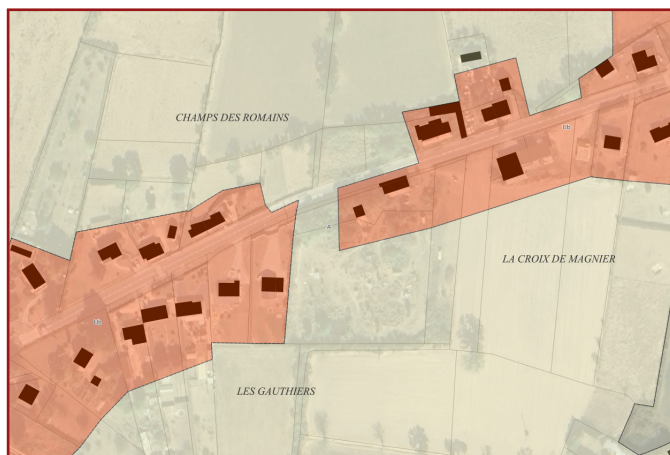 CHAMPS DES ROMAINS
LA CROIX DE MAGNIER
A
LES GAUTHIERS